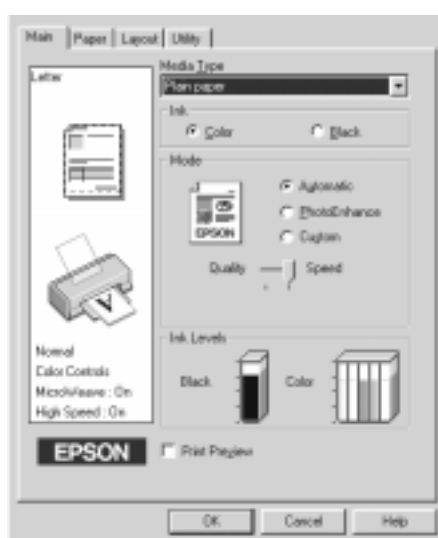 Main Paper Layout Utility
Letter
Media Type
Plain paper
Ink
Color Black
Mode
Automatic
PhotoEnhance
Custom
EPSON
Quality Speed
Normal
Color Controls
MicroWeave : On
High Speed : On
Ink Levels
Black Color
EPSON
Print Preview
OK Cancel Help